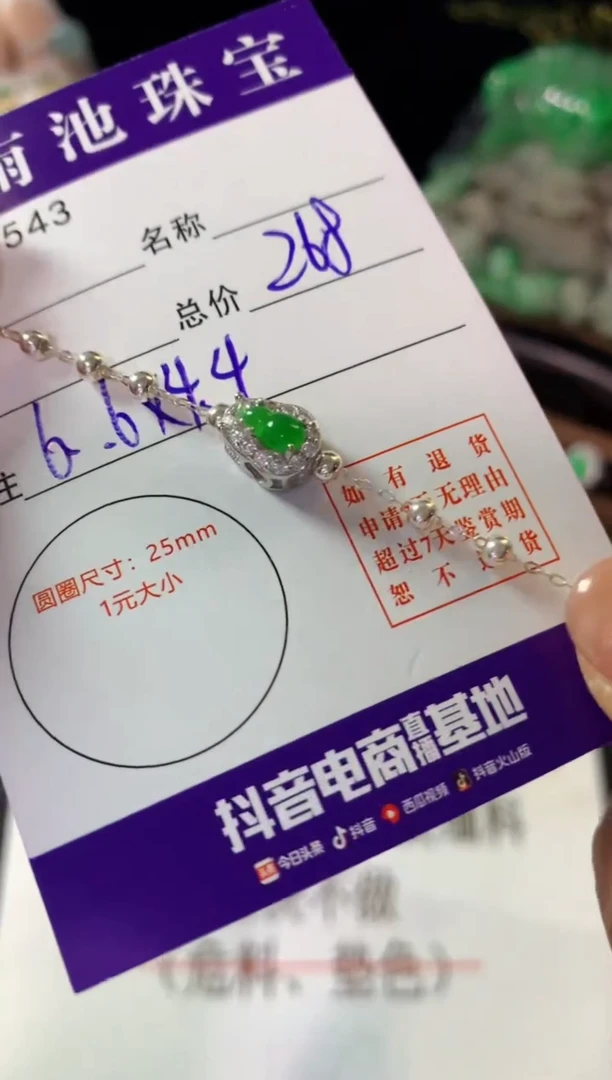 池珠宝
543
名称
总价 268
6.6×4.4
圆圈尺寸：25mm
1元大小
如有退货
申请 无理由
超过7天鉴赏期
恕不 货
抖音电商直播基地
今日头条 抖音 西瓜视频 抖音火山版